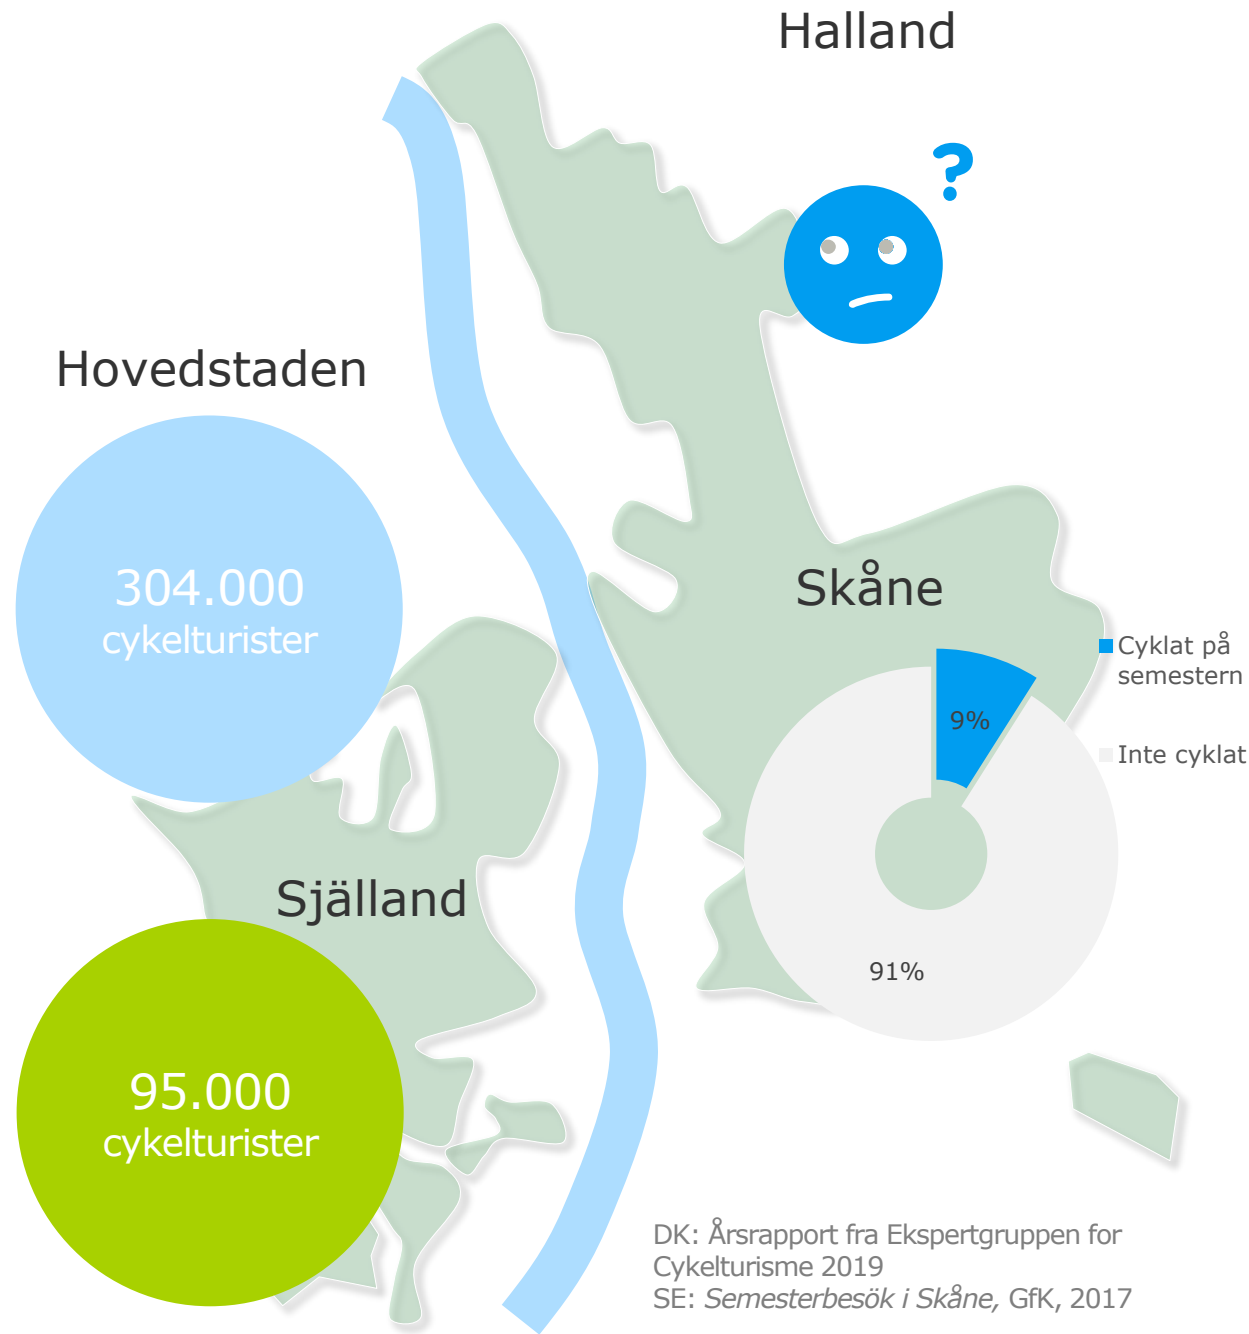 Halland
?
Hovedstaden
304.000
cykelturister
Skåne
Cyklat på
semestern
9%
Inte cyklat
Själland
91%
95.000
cykelturister
DK: Årsrapport fra Ekspertgruppen for
Cykelturisme 2019
SE: Semesterbesök i Skåne, GfK, 2017